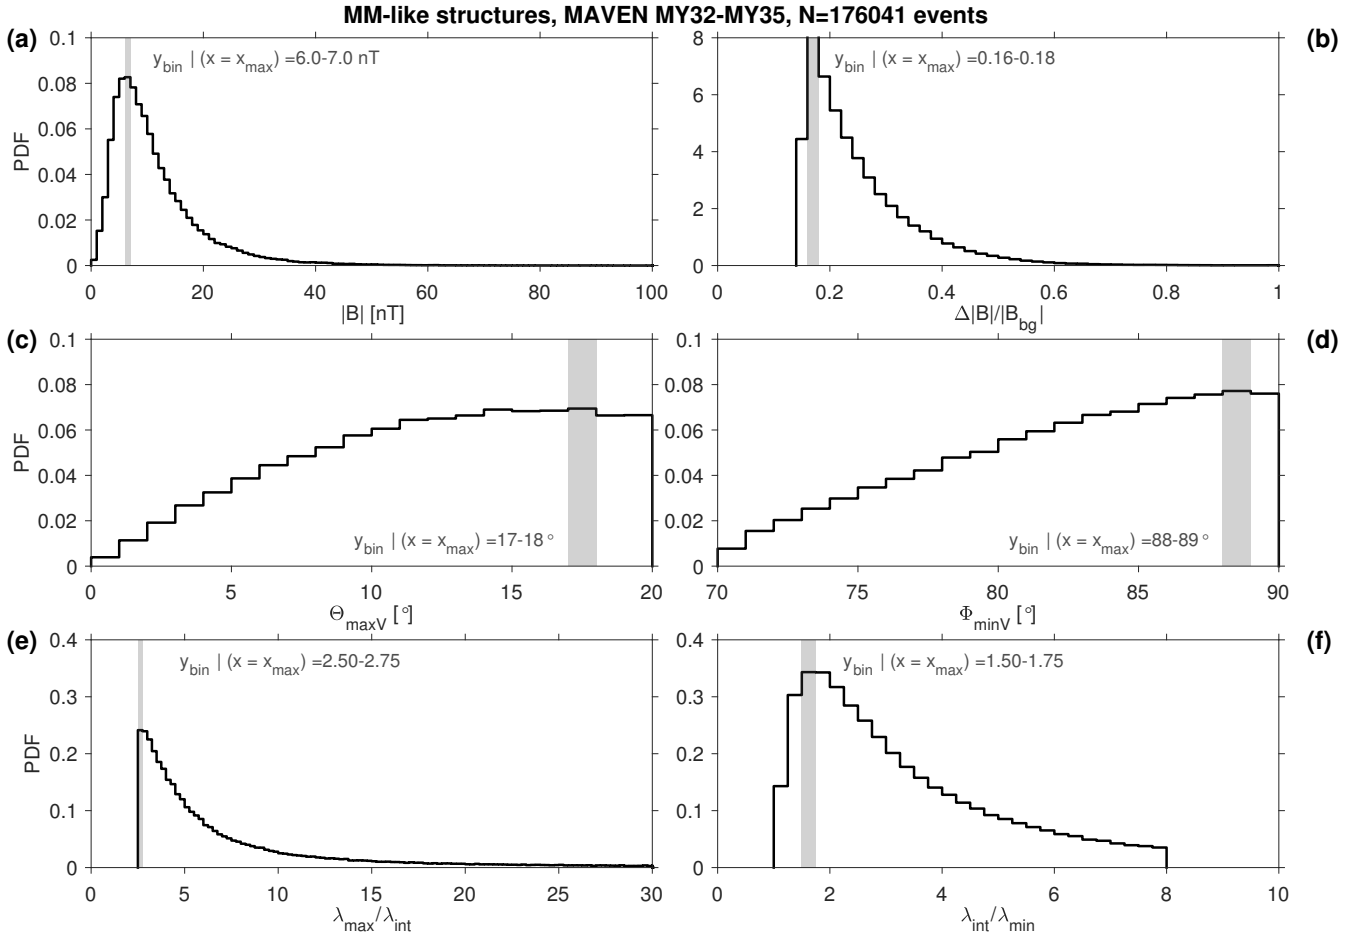 MM-like structures, MAVEN MY32-MY35, N=176041 events
(a)
y_bin | (x = x_max) =6.0-7.0 nT
PDF
0.1
0.08
0.06
0.04
0.02
0
0 20 40 60 80 100
|B| [nT]
(b)
y_bin | (x = x_max) =0.16-0.18
8
6
4
2
0
0.2 0.4 0.6 0.8 1
Δ|B|/|B_bg|
(c)
y_bin | (x = x_max) =17-18°
PDF
0.1
0.08
0.06
0.04
0.02
0
0 5 10 15 20
Θ_maxV [°]
(d)
y_bin | (x = x_max) =88-89°
0.1
0.08
0.06
0.04
0.02
0
70 75 80 85 90
Φ_minV [°]
(e)
y_bin | (x = x_max) =2.50-2.75
PDF
0.4
0.3
0.2
0.1
0
0 5 10 15 20 25 30
λ_max/λ_int
(f)
y_bin | (x = x_max) =1.50-1.75
0.4
0.3
0.2
0.1
0
0 2 4 6 8 10
λ_int/λ_min